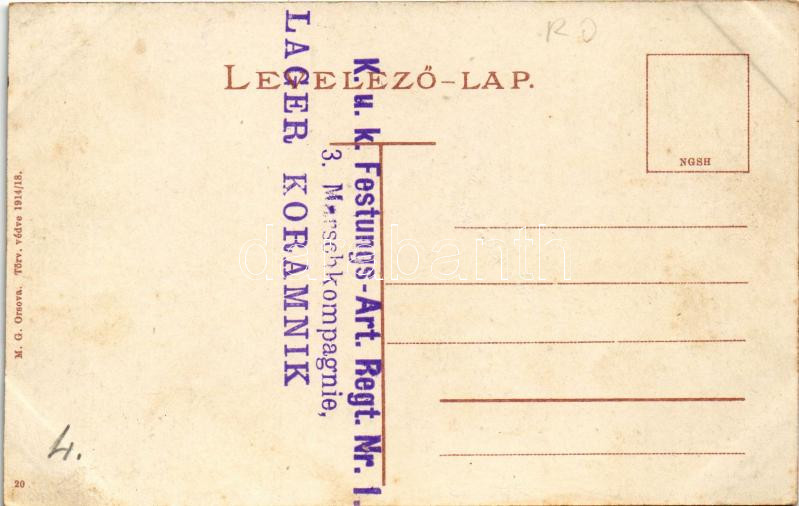 R O
LEVELEZŐ-LAP.
NGSH
K. u. k. Festungs-Art. Regt. Nr. 1.
3. Marschkompagnie,
LAGER KORAMNIK
M. G. Orsova. Törv. védve 1914/18.
darabanth
4.
20